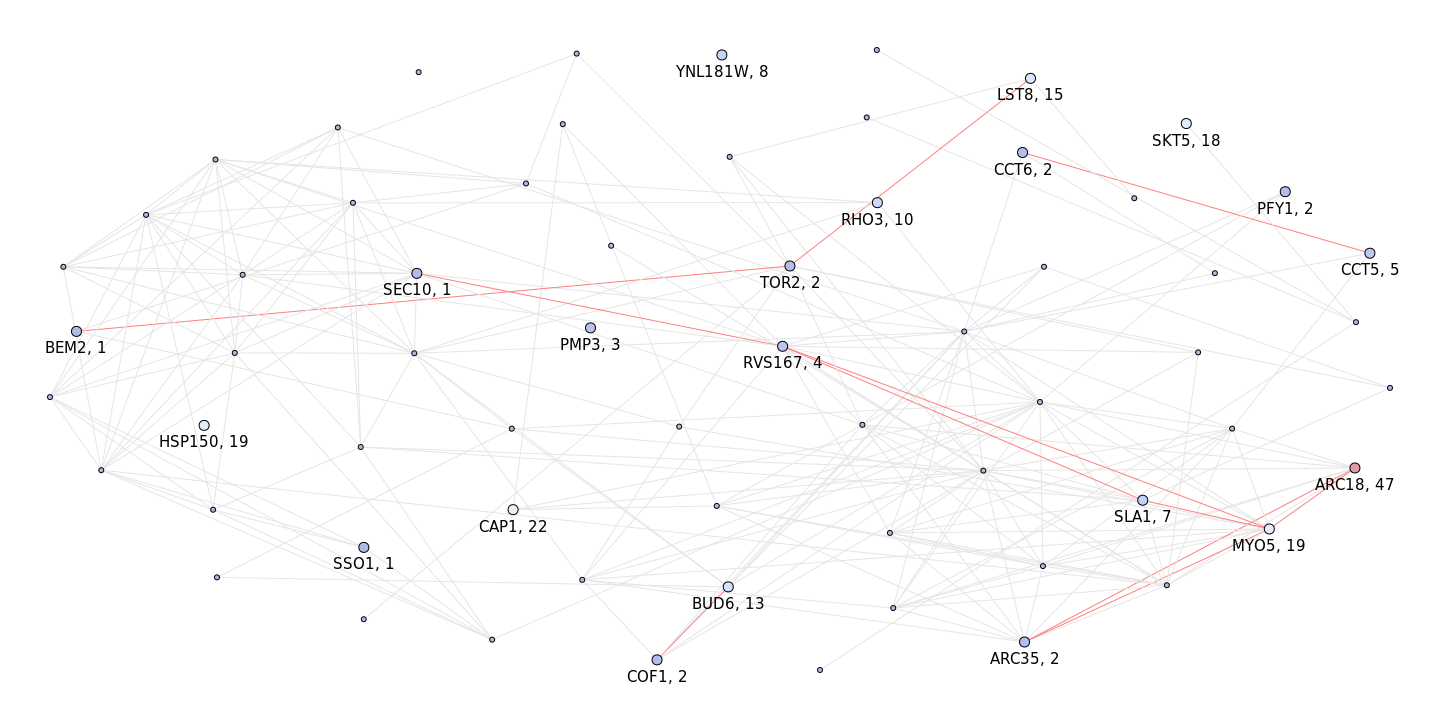 YNL181W, 8
LST8, 15
SKT5, 18
CCT6, 2
PFY1, 2
RHO3, 10
CCT5, 5
TOR2, 2
SEC10, 1
BEM2, 1
PMP3, 3
RVS167, 4
HSP150, 19
ARC18, 47
SLA1, 7
CAP1, 22
MYO5, 19
SSO1, 1
BUD6, 13
ARC35, 2
COF1, 2